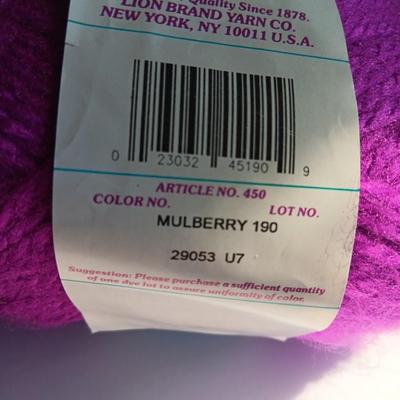 Quality Since 1878.
LION BRAND YARN CO.
NEW YORK, NY 10011 U.S.A.
0 23032 45190 9
ARTICLE NO. 450
COLOR NO. LOT NO.
MULBERRY 190
29053 U7
Suggestion: Please purchase a sufficient quantity
of one dye lot to assure uniformity of color.